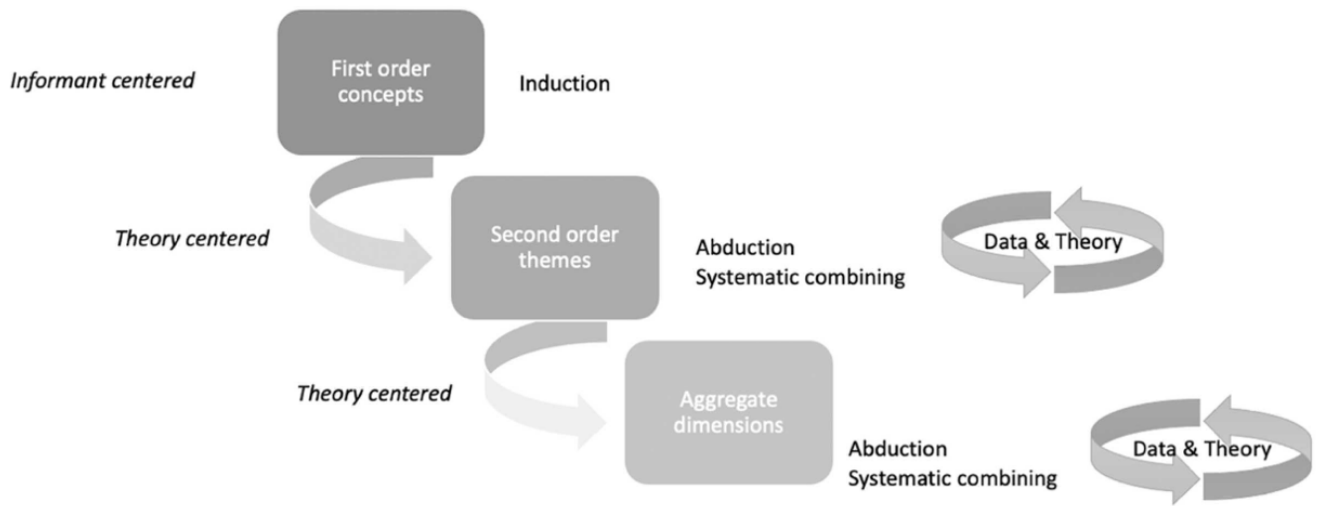 First order
concepts
Informant centered
Induction
Theory centered
Second order
themes
Abduction
Systematic combining
Data & Theory
Theory centered
Aggregate
dimensions
Abduction
Systematic combining
Data & Theory